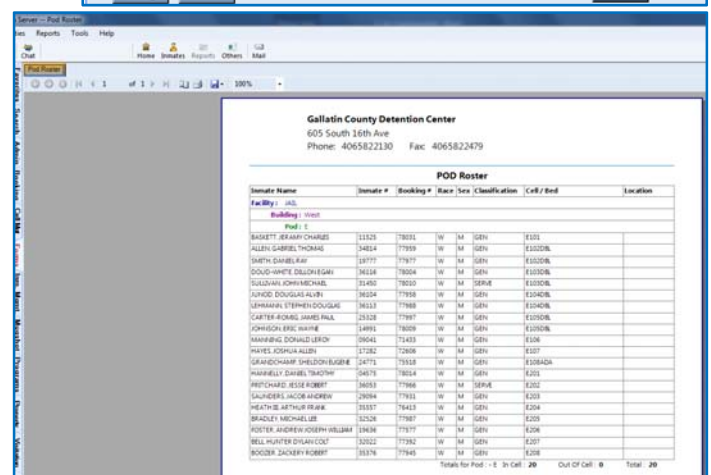 Server -- Pod Roster
ies Reports Tools Help
Chat Home Inmates Reports Others Mail
Pod Roster
1 of 1 100%
Gallatin County Detention Center
605 South 16th Ave
Phone: 4065822130 Fax: 4065822479
POD Roster
Inmate Name Inmate # Booking # Race Sex Classification Cell / Bed Location
Facility: JAIL
Building: West
Pod: E
BASKETT, JERAMY CHARLES 11525 78031 W M GEN E101
ALLEN, GABRIEL THOMAS 34814 77959 W M GEN E102DBL
SMITH, DANIEL RAY 19777 77977 W M GEN E102DBL
DOUD-WHITE, DILLON EGAN 36116 78004 W M GEN E103DBL
SULLIVAN, JOHN MICHAEL 31450 78010 W M SERVE E103DBL
JUNOD, DOUGLAS ALVIN 36104 77958 W M GEN E104DBL
LEHMANN, STEPHEN DOUGLAS 36113 77988 W M GEN E104DBL
CARTER-ROMIG, JAMES PAUL 25328 77997 W M GEN E105DBL
JOHNSON, ERIC WAYNE 14991 78009 W M GEN E105DBL
MANNING, DONALD LEROY 09041 71433 W M GEN E106
HAYES, JOSHUA ALLEN 17282 72606 W M GEN E107
GRANDCHAMP, SHELDON EUGENE 24771 75518 W M GEN E108ADA
HANNELLY, DANIEL TIMOTHY 04575 78014 W M GEN E201
PRITCHARD, JESSE ROBERT 36053 77966 W M SERVE E202
SAUNDERS, JACOB ANDREW 29094 77931 W M GEN E203
HEATH III, ARTHUR FRANK 35557 76413 W M GEN E204
BRADLEY, MICHAEL LEE 32526 77987 W M GEN E205
FOSTER, ANDREW JOSEPH WILLIAM 19636 77577 W M GEN E206
BELL, HUNTER DYLAN COLT 32022 77392 W M GEN E207
BOOZER, ZACKERY ROBERT 35376 77945 W M GEN E208
Totals for Pod : - E In Cell : 20 Out Of Cell : 0 Total : 20